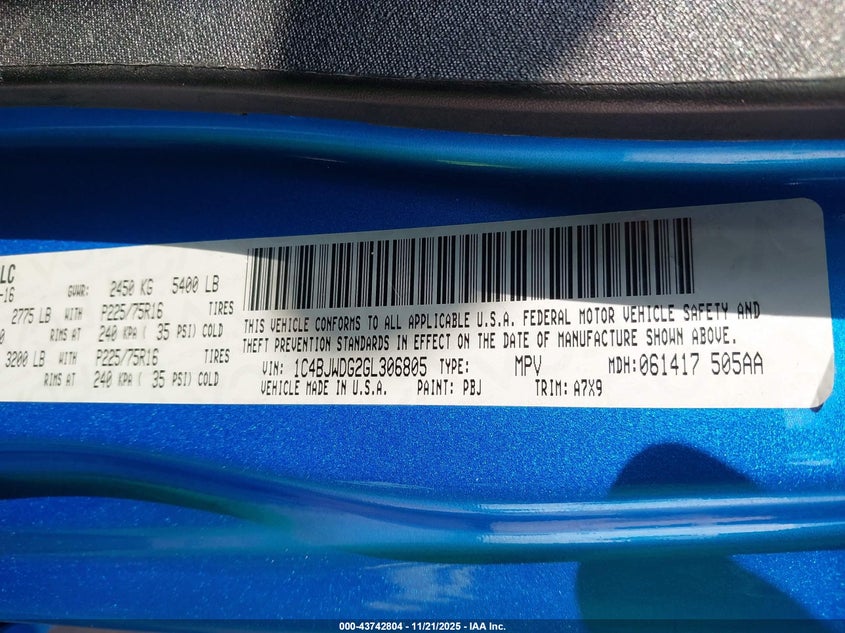 LC
-16 GVWR: 2450 KG 5400 LB
2775 LB WITH P225/75R16 TIRES
RIMS AT 240 KPA ( 35 PSI) COLD
3200 LB WITH P225/75R16 TIRES
RIMS AT 240 KPA ( 35 PSI) COLD
THIS VEHICLE CONFORMS TO ALL APPLICABLE U.S.A. FEDERAL MOTOR VEHICLE SAFETY AND
THEFT PREVENTION STANDARDS IN EFFECT ON THE DATE OF MANUFACTURE SHOWN ABOVE.
VIN: 1C4BJWDG2GL306805 TYPE: MPV MDH:061417 505AA
VEHICLE MADE IN U.S.A. PAINT: PBJ TRIM: A7X9
000-43742804 - 11/21/2025 - IAA Inc.